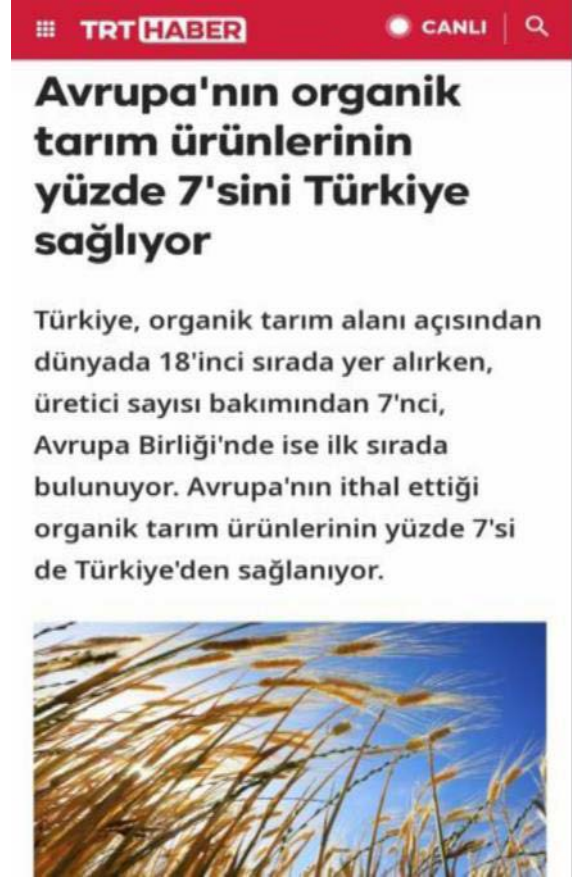 TRT HABER CANLI
Avrupa'nın organik
tarım ürünlerinin
yüzde 7'sini Türkiye
sağlıyor
Türkiye, organik tarım alanı açısından
dünyada 18'inci sırada yer alırken,
üretici sayısı bakımından 7'nci,
Avrupa Birliği'nde ise ilk sırada
bulunuyor. Avrupa'nın ithal ettiği
organik tarım ürünlerinin yüzde 7'si
de Türkiye'den sağlanıyor.